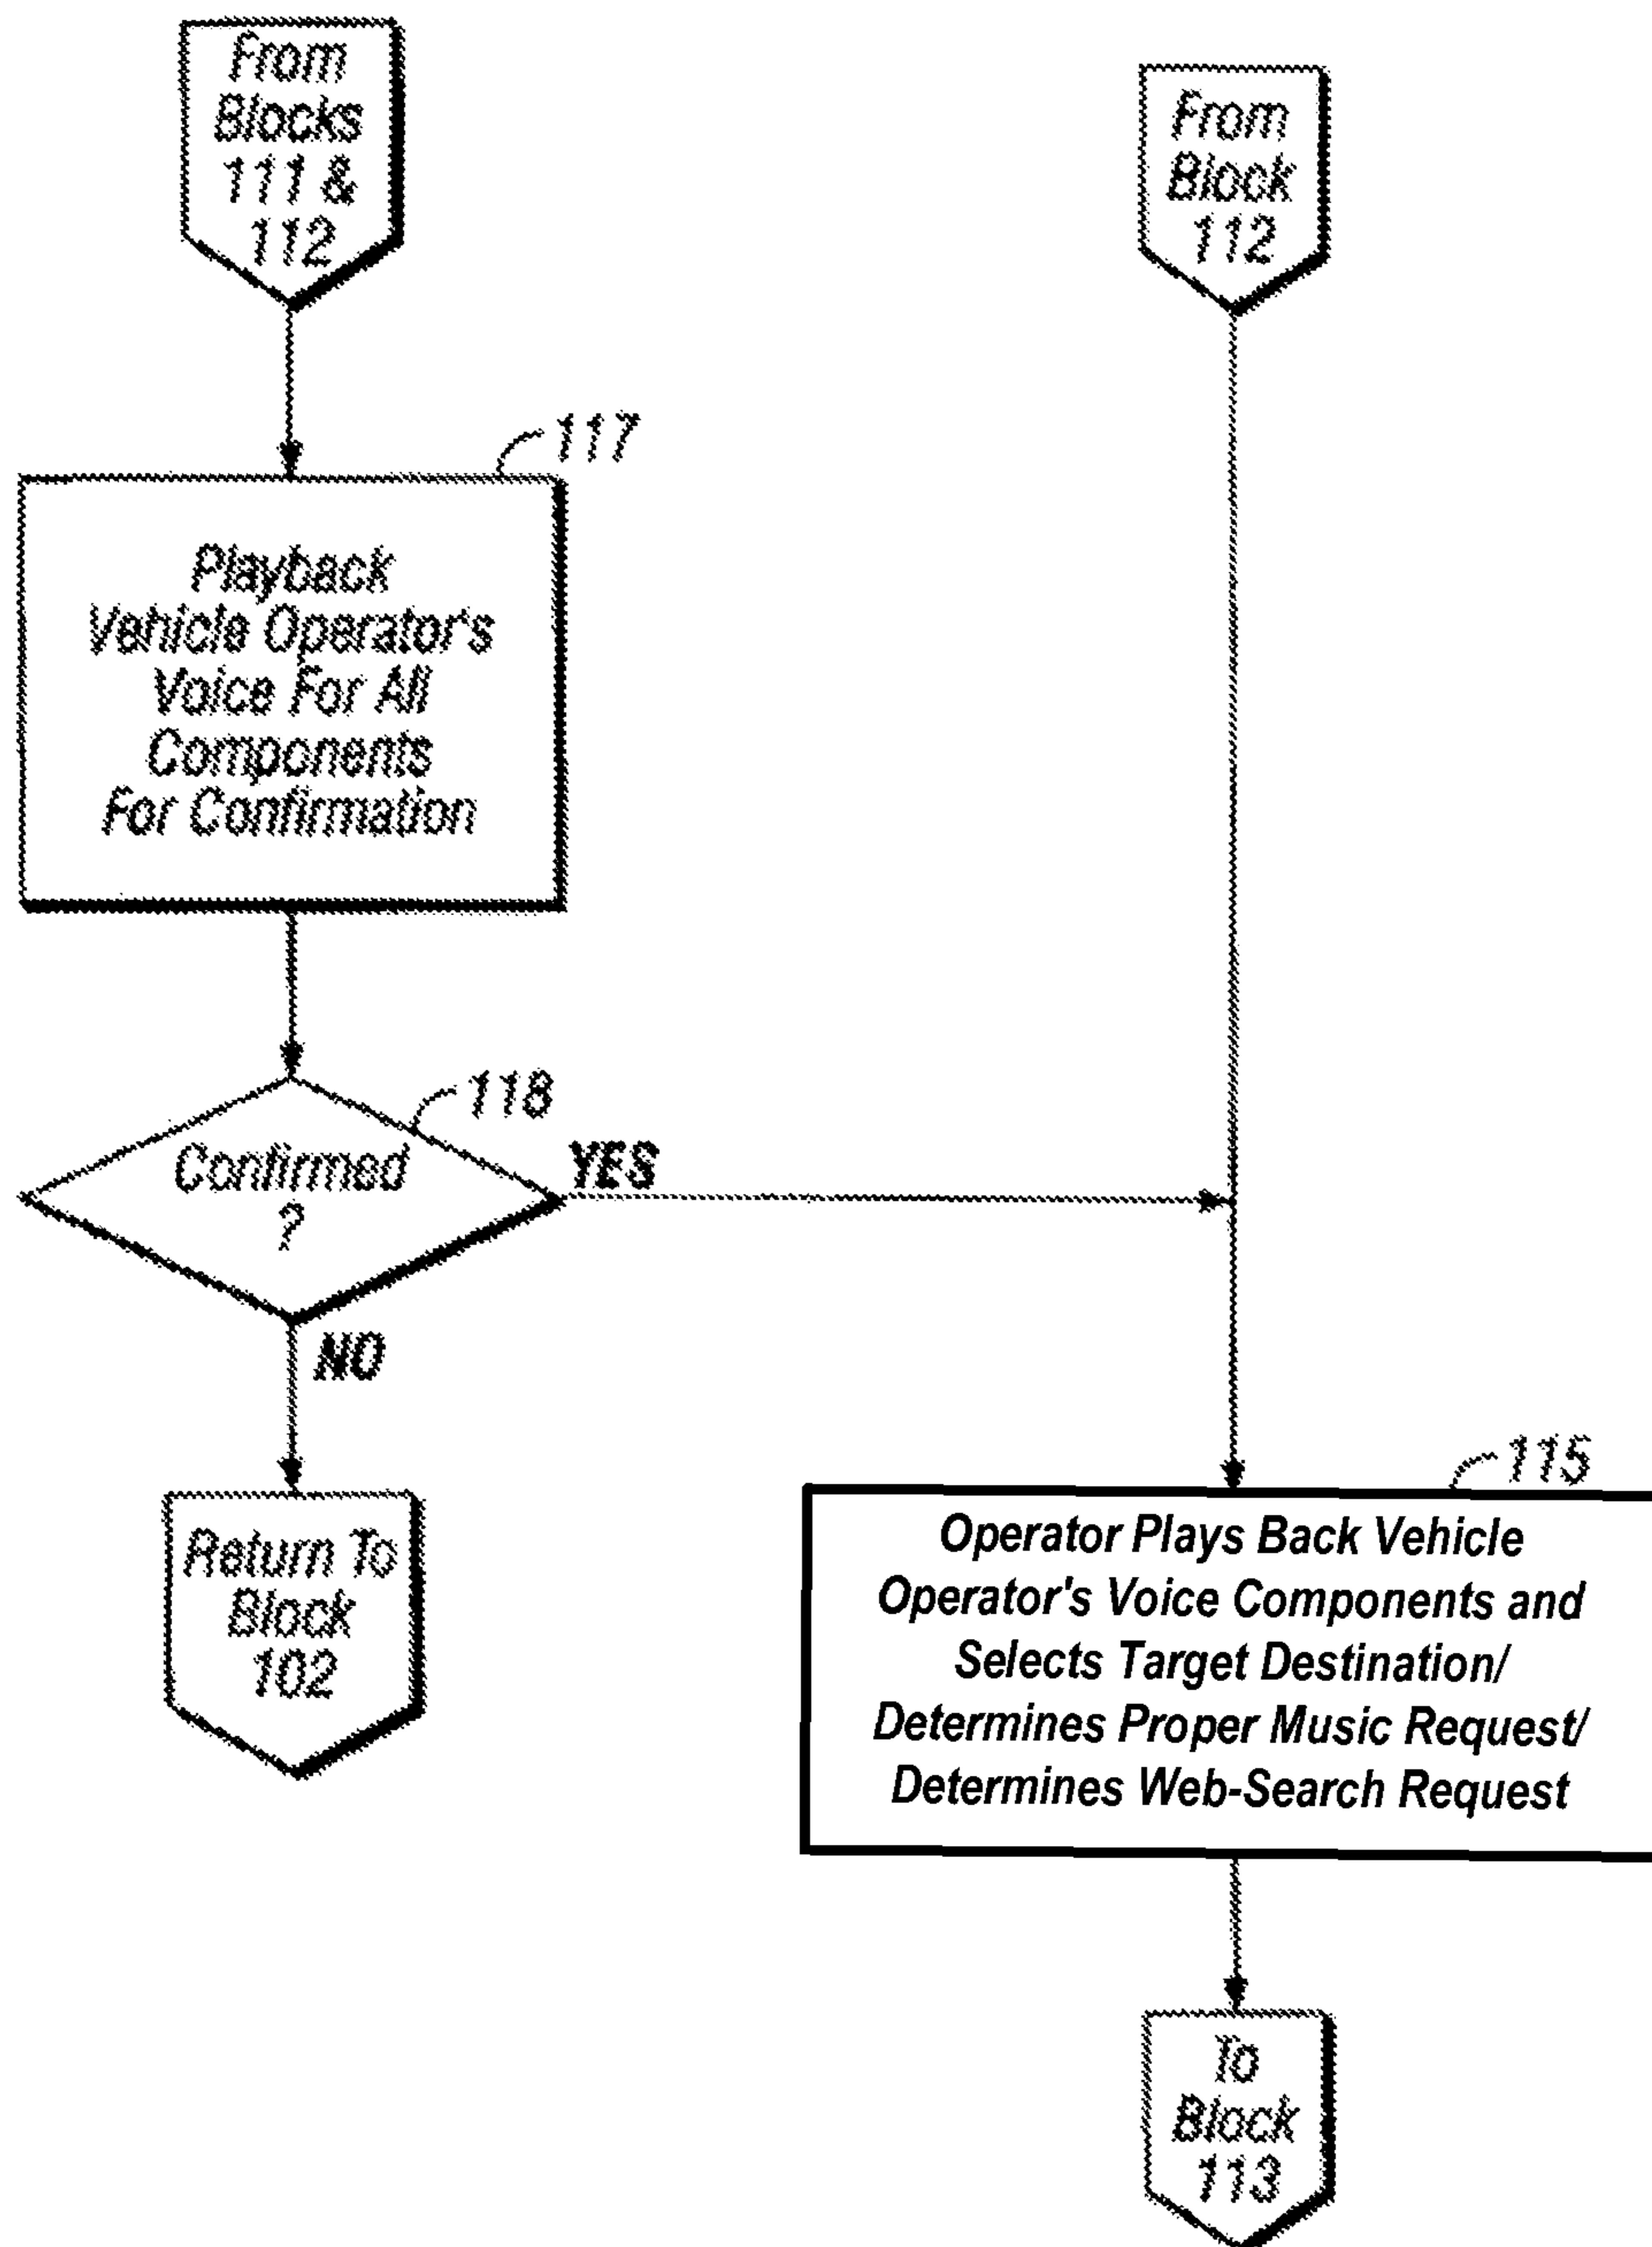 From
Blocks
111 &
112
From
Block
112
117
Playback
Vehicle Operator's
Voice For All
Components
For Confirmation
118
Confirmed
?
YES
NO
Return To
Block
102
115
Operator Plays Back Vehicle
Operator's Voice Components and
Selects Target Destination/
Determines Proper Music Request/
Determines Web-Search Request
To
Block
113